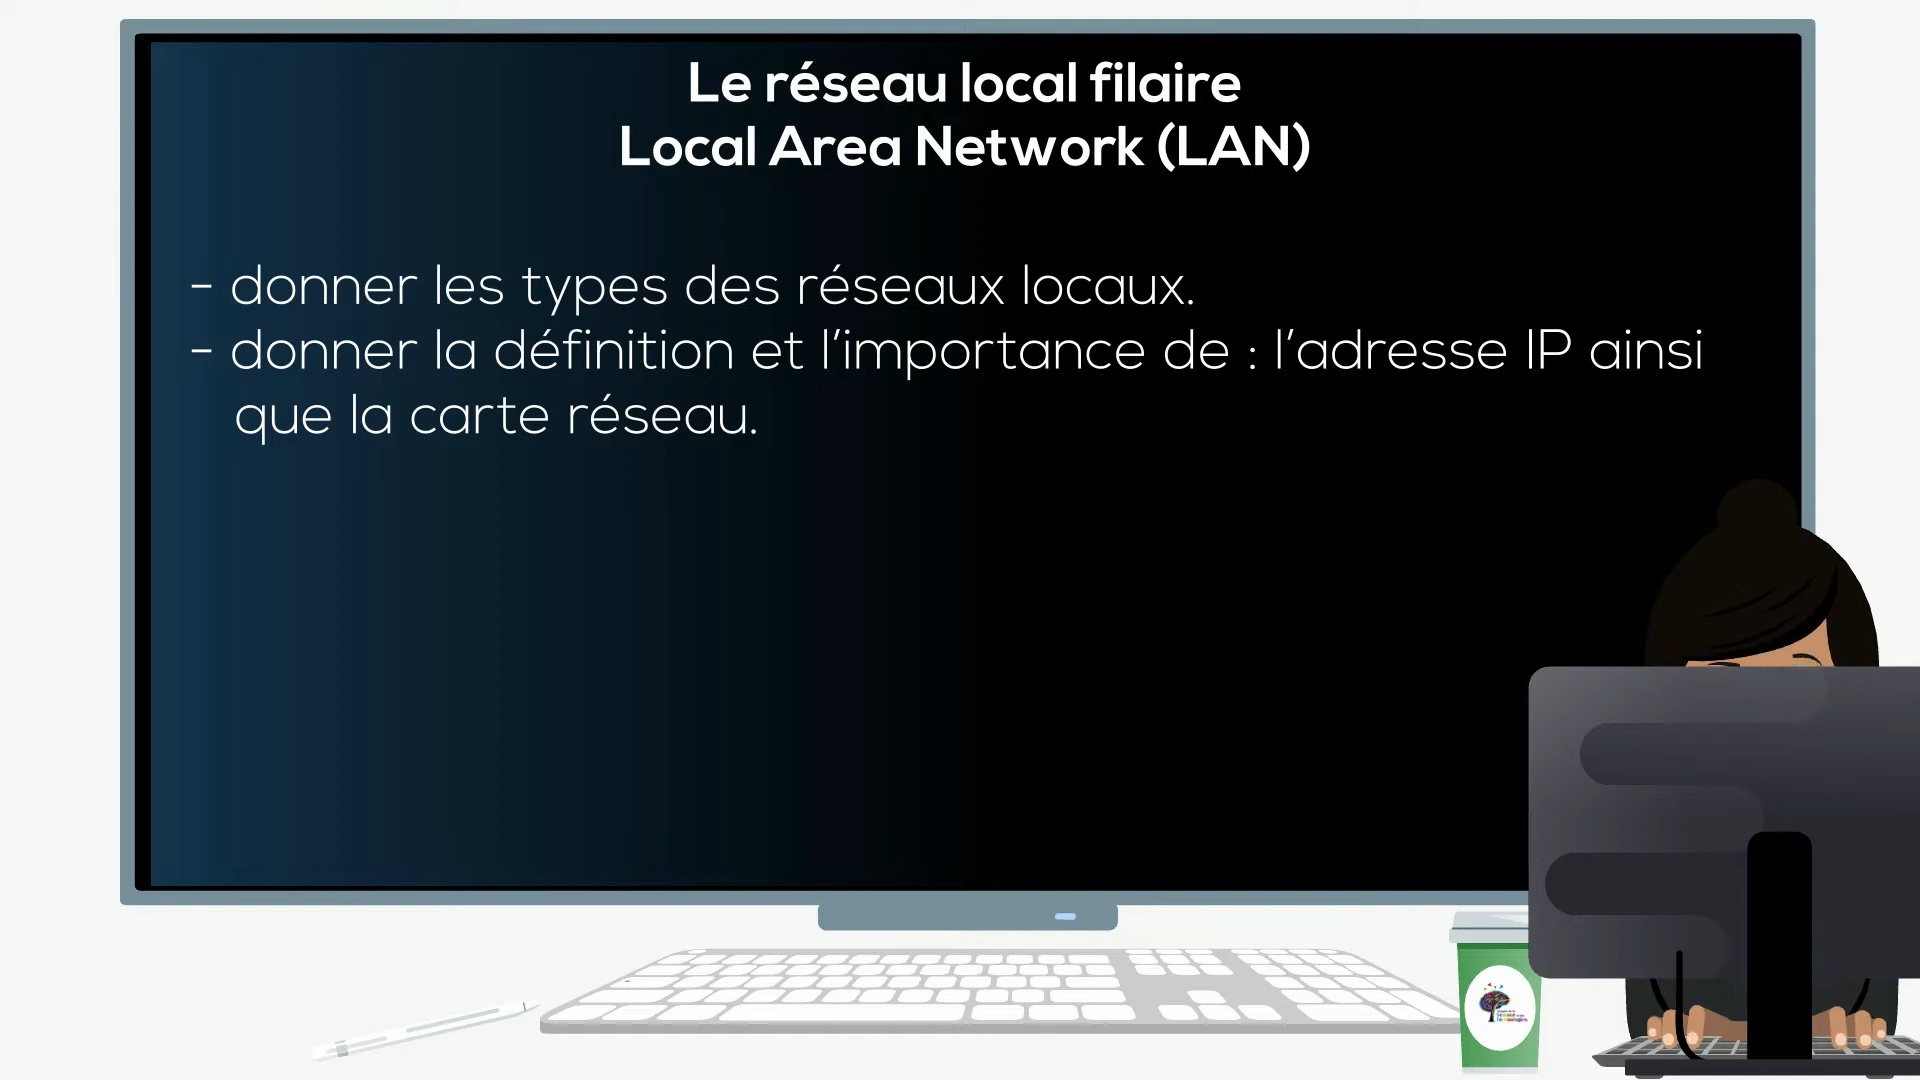 Le réseau local filaire
Local Area Network (LAN)
- donner les types des réseaux locaux.
- donner la définition et l’importance de : l’adresse IP ainsi
que la carte réseau.